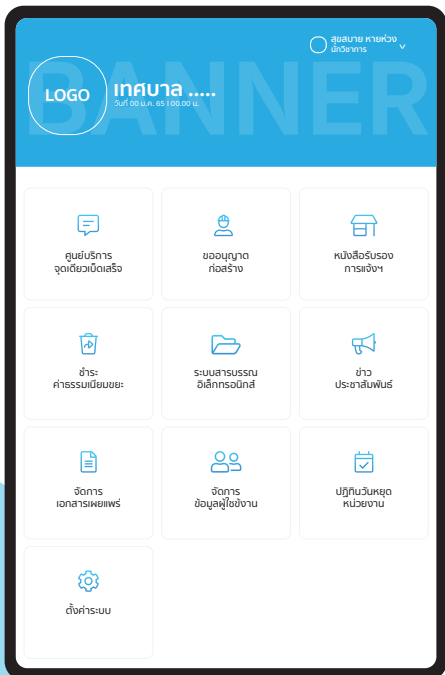 สุขสบาย หายห่วง
นักวิชาการ
BANNER
LOGO
เทศบาล .....
วันที่ 00 ม.ค. 65 I 00.00 น.
ศูนย์บริการ
จุดเดียวเบ็ดเสร็จ
ขออนุญาต
ก่อสร้าง
หนังสือรับรอง
การแจ้งฯ
ชำระ
ค่าธรรมเนียมขยะ
ระบบสารบรรณ
อิเล็กทรอนิกส์
ข่าว
ประชาสัมพันธ์
จัดการ
เอกสารเผยแพร่
จัดการ
ข้อมูลผู้ใช้งาน
ปฏิทินวันหยุด
หน่วยงาน
ตั้งค่าระบบ